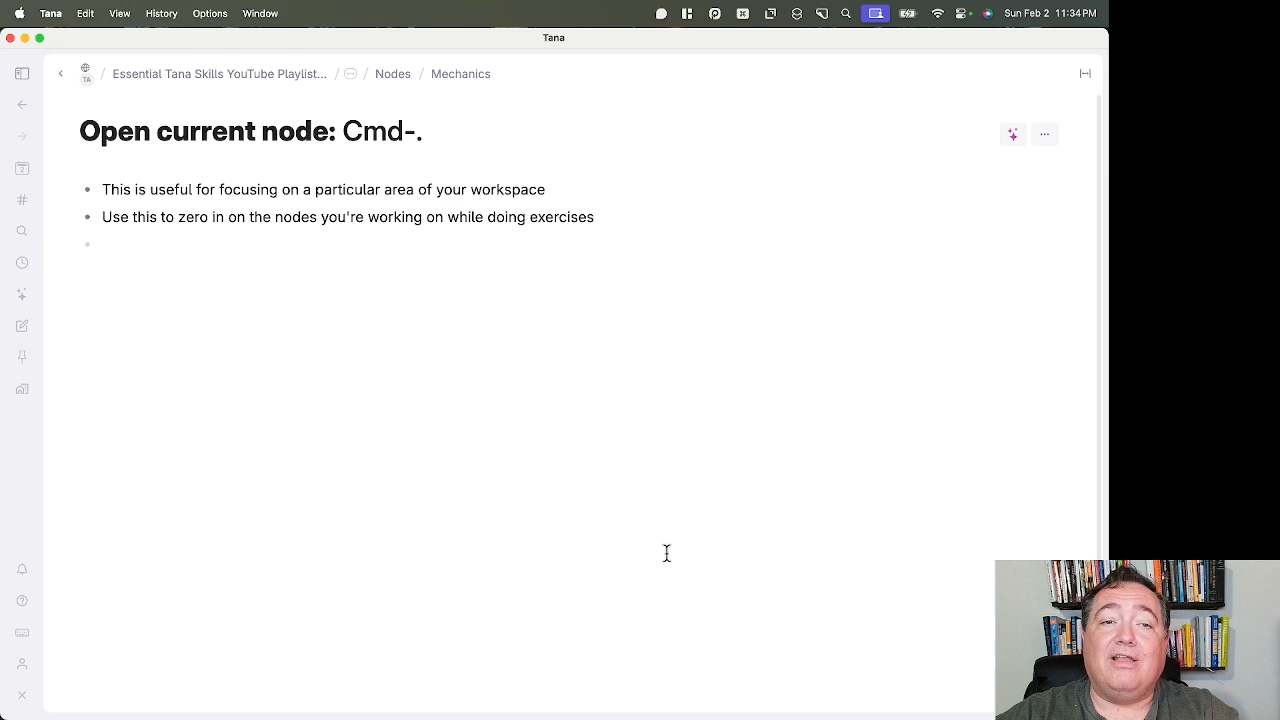 Tana Edit View History Options Window Sun Feb 2 11:34 PM
Tana
TA / Essential Tana Skills YouTube Playlist... / Nodes / Mechanics
Open current node: Cmd-.
This is useful for focusing on a particular area of your workspace
Use this to zero in on the nodes you're working on while doing exercises